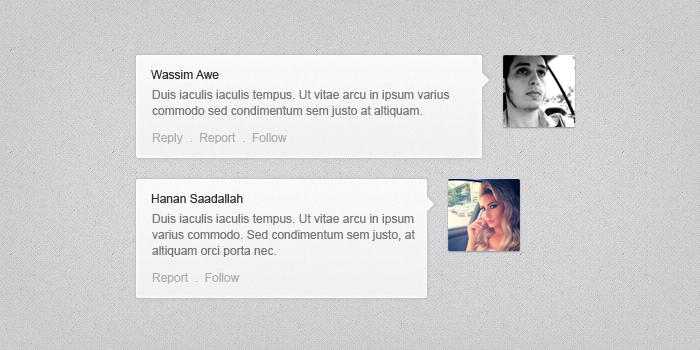 Wassim Awe
Duis iaculis iaculis tempus. Ut vitae arcu in ipsum varius
commodo sed condimentum sem justo at altiquam.
Reply . Report . Follow
Hanan Saadallah
Duis iaculis iaculis tempus. Ut vitae arcu in ipsum
varius commodo. Sed condimentum sem justo, at
altiquam orci porta nec.
Report . Follow